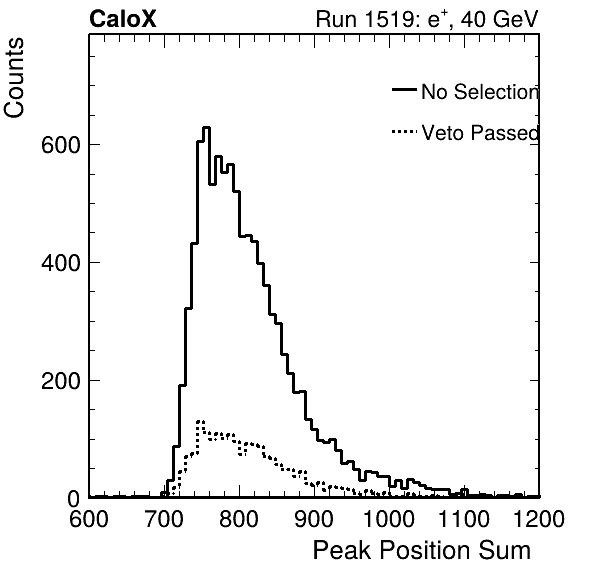 CaloX Run 1519: e⁺, 40 GeV
Counts
No Selection
Veto Passed
600
400
200
0
600 700 800 900 1000 1100 1200
Peak Position Sum